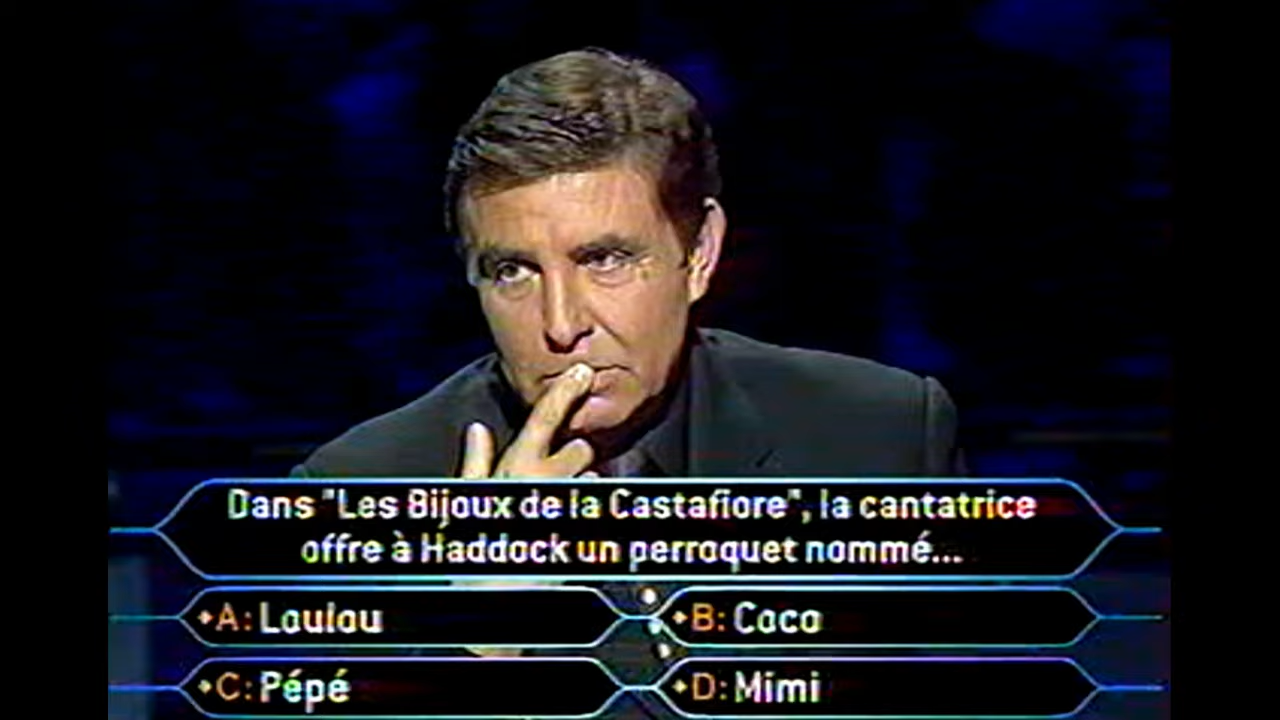 Dans "Les Bijoux de la Castafiore", la cantatrice
offre à Haddock un perroquet nommé...
A: Loulou
B: Coco
C: Pépé
D: Mimi